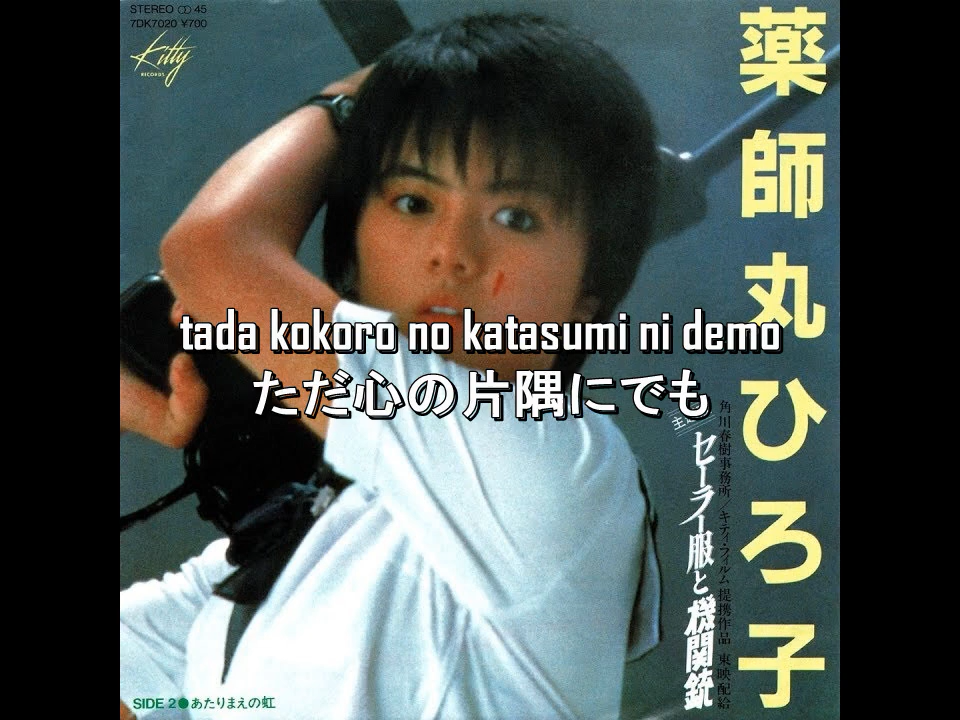 STEREO ㏄ 45
7DK7020 ¥700
Kitty
RECORDS
薬師丸ひろ子
tada kokoro no katasumi ni demo
ただ心の片隅にでも
セーラー服と機関銃
角川春樹事務所／キティ・フィルム提携作品 東映配給
SIDE 2●あたりまえの虹